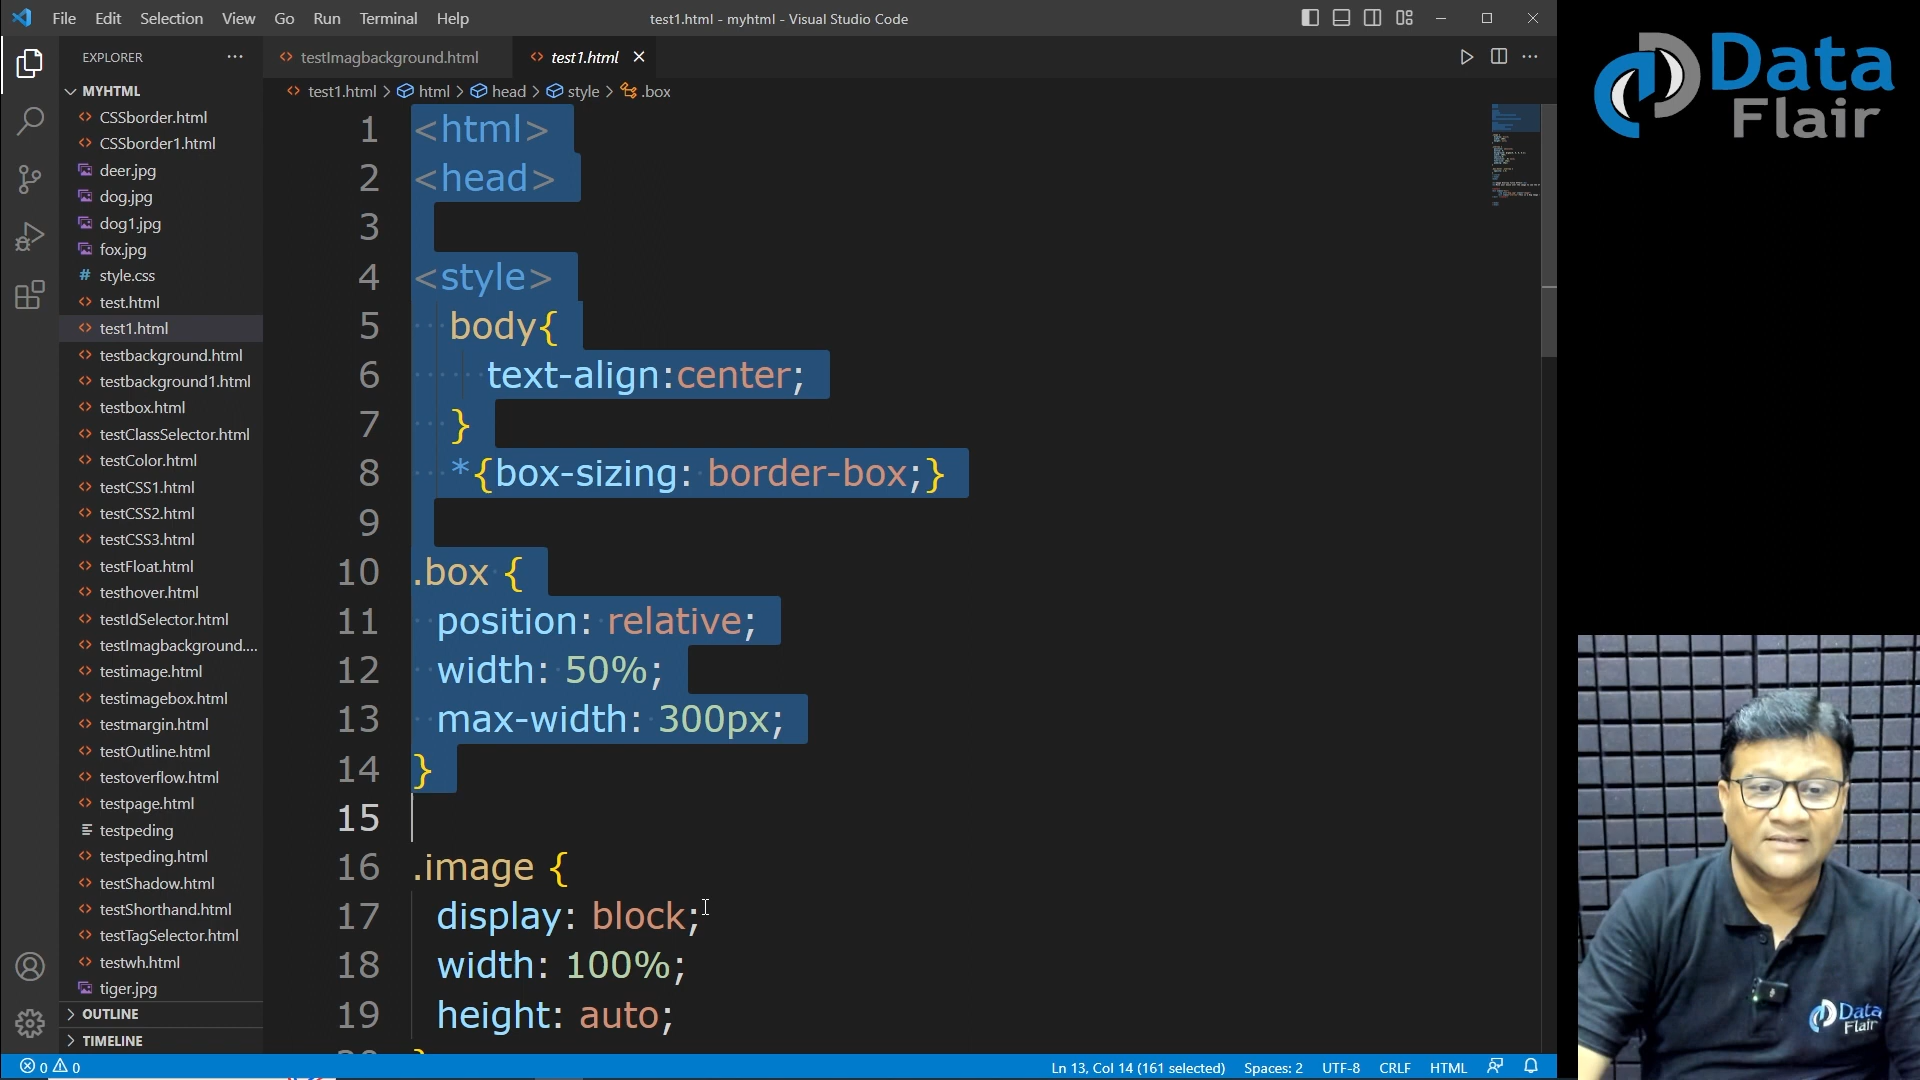 File Edit Selection View Go Run Terminal Help
test1.html - myhtml - Visual Studio Code
EXPLORER
MYHTML
CSSborder.html
CSSborder1.html
deer.jpg
dog.jpg
dog1.jpg
fox.jpg
# style.css
test.html
test1.html
testbackground.html
testbackground1.html
testbox.html
testClassSelector.html
testColor.html
testCSS1.html
testCSS2.html
testCSS3.html
testFloat.html
testhover.html
testIdSelector.html
testImagbackground....
testimage.html
testimagebox.html
testmargin.html
testOutline.html
testoverflow.html
testpage.html
testpeding
testpeding.html
testShadow.html
testShorthand.html
testTagSelector.html
testwh.html
tiger.jpg
OUTLINE
TIMELINE
testImagbackground.html
test1.html
test1.html > html > head > style > .box
1 <html>
2 <head>
3
4 <style>
5 body{
6 text-align:center;
7 }
8 *{box-sizing: border-box;}
9
10 .box {
11 position: relative;
12 width: 50%;
13 max-width: 300px;
14 }
15
16 .image {
17 display: block;
18 width: 100%;
19 height: auto;
0 0
Ln 13, Col 14 (161 selected) Spaces: 2 UTF-8 CRLF HTML
Data
Flair
Data
Flair